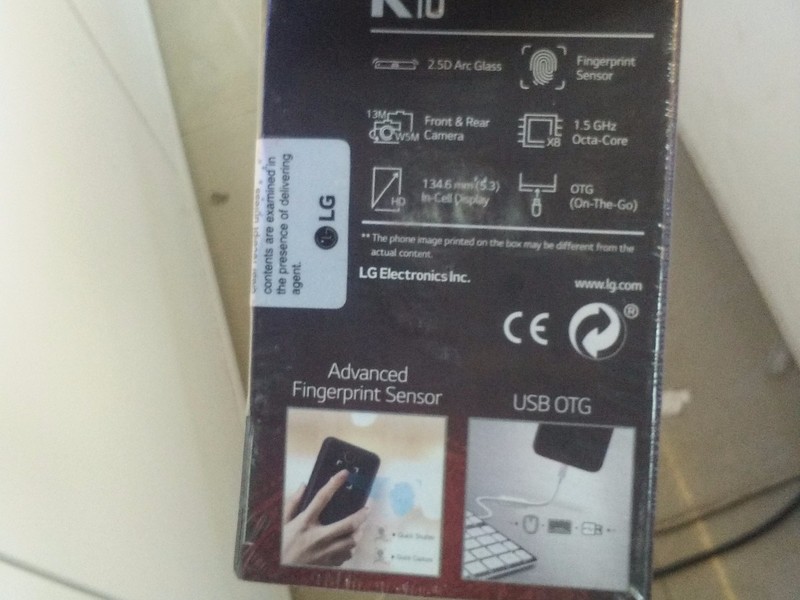 K10
2.5D Arc Glass
Fingerprint
Sensor
13M
W5M
Front & Rear
Camera
X8
1.5 GHz
Octa-Core
HD
134.6 mm (5.3)
In-Cell Display
OTG
(On-The-Go)
** The phone image printed on the box may be different from the
actual content.
LG Electronics Inc.
www.lg.com
CE
®
contents are examined in
the presence of delivering
agent.
LG
Advanced
Fingerprint Sensor
USB OTG